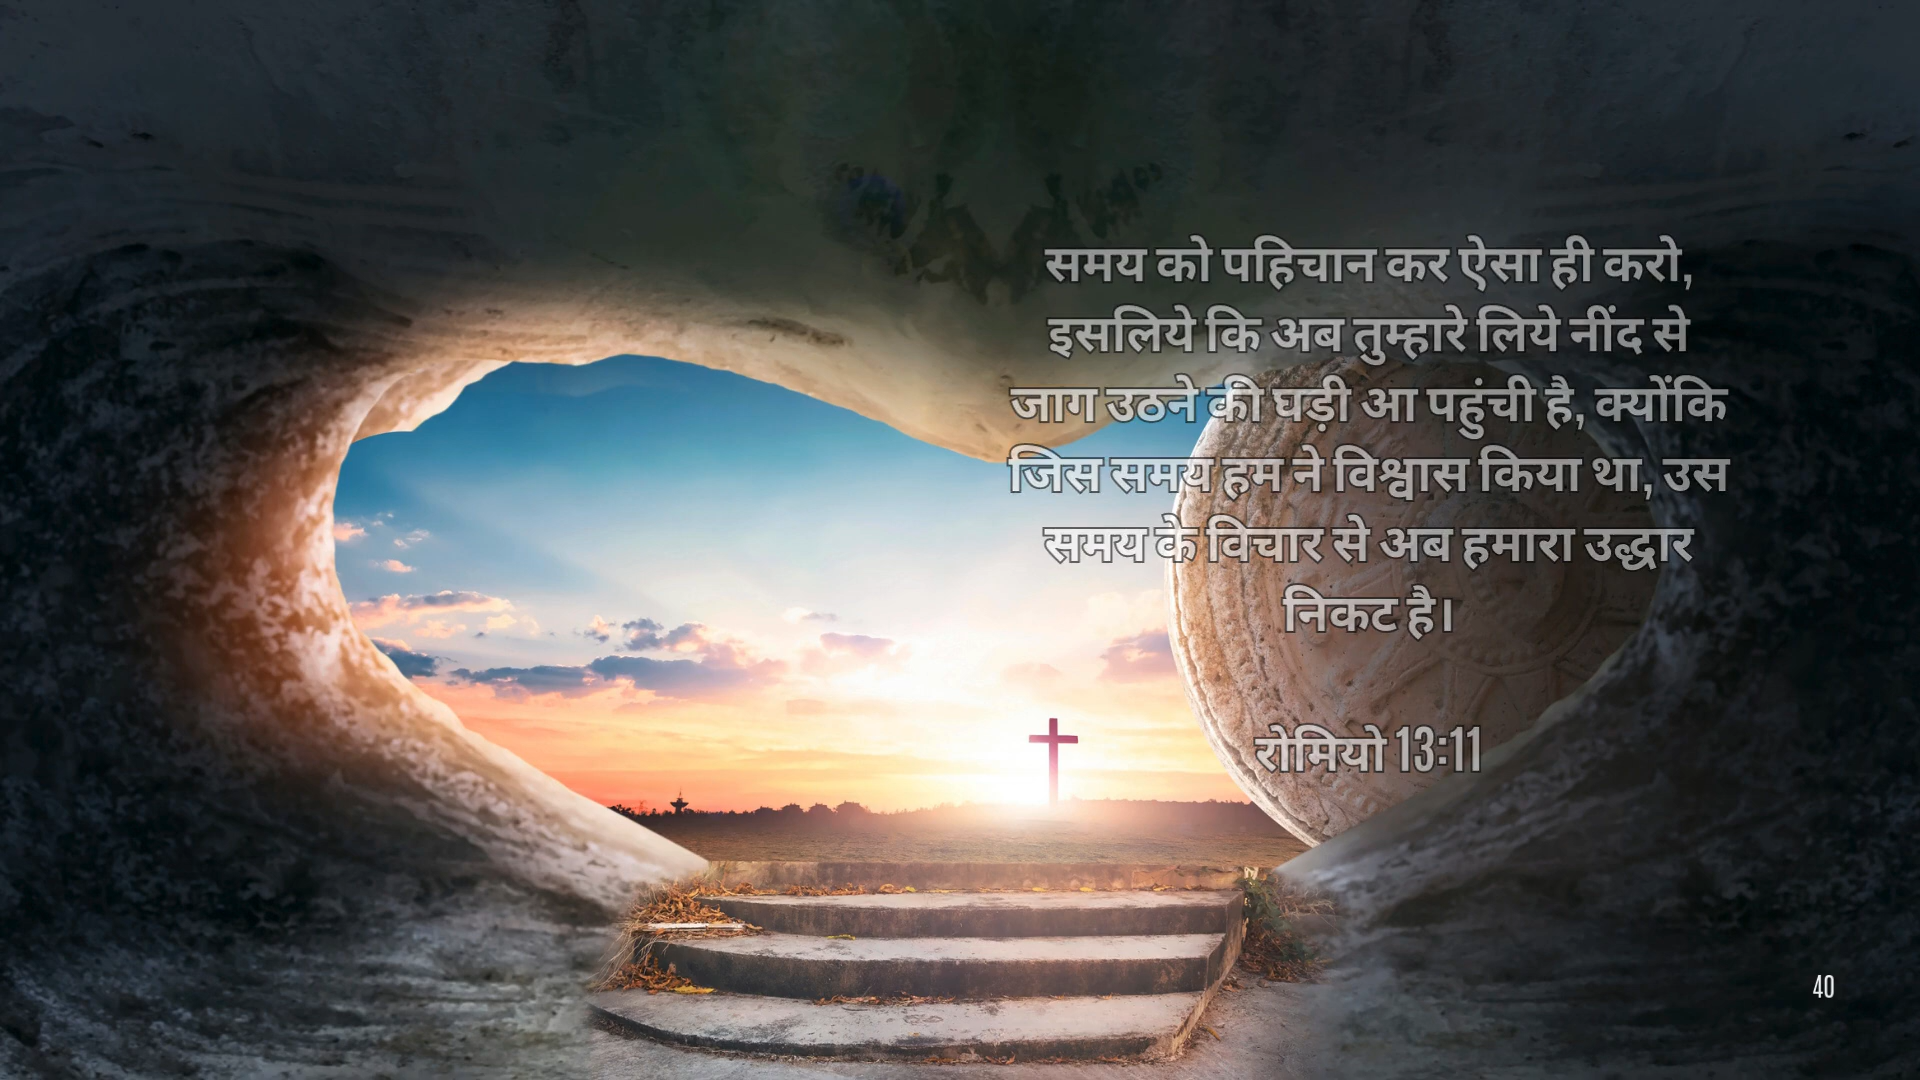 समय को पहिचान कर ऐसा ही करो,
इसलिये कि अब तुम्हारे लिये नींद से
जाग उठने की घड़ी आ पहुंची है, क्योंकि
जिस समय हम ने विश्वास किया था, उस
समय के विचार से अब हमारा उद्धार
निकट है।
रोमियो 13:11
40